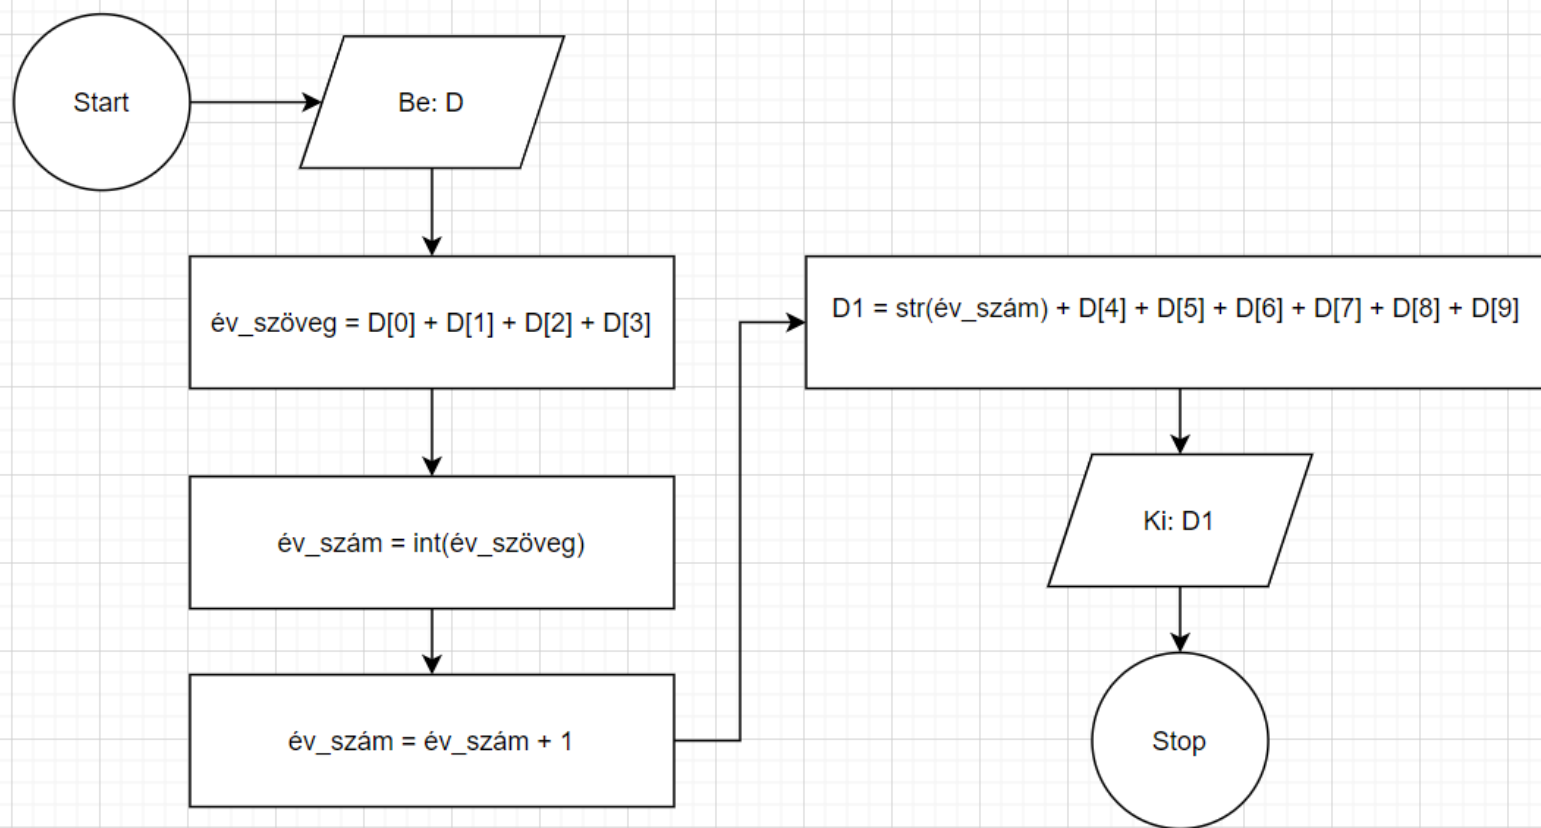 Start
Be: D
év_szöveg = D[0] + D[1] + D[2] + D[3]
év_szám = int(év_szöveg)
év_szám = év_szám + 1
D1 = str(év_szám) + D[4] + D[5] + D[6] + D[7] + D[8] + D[9]
Ki: D1
Stop